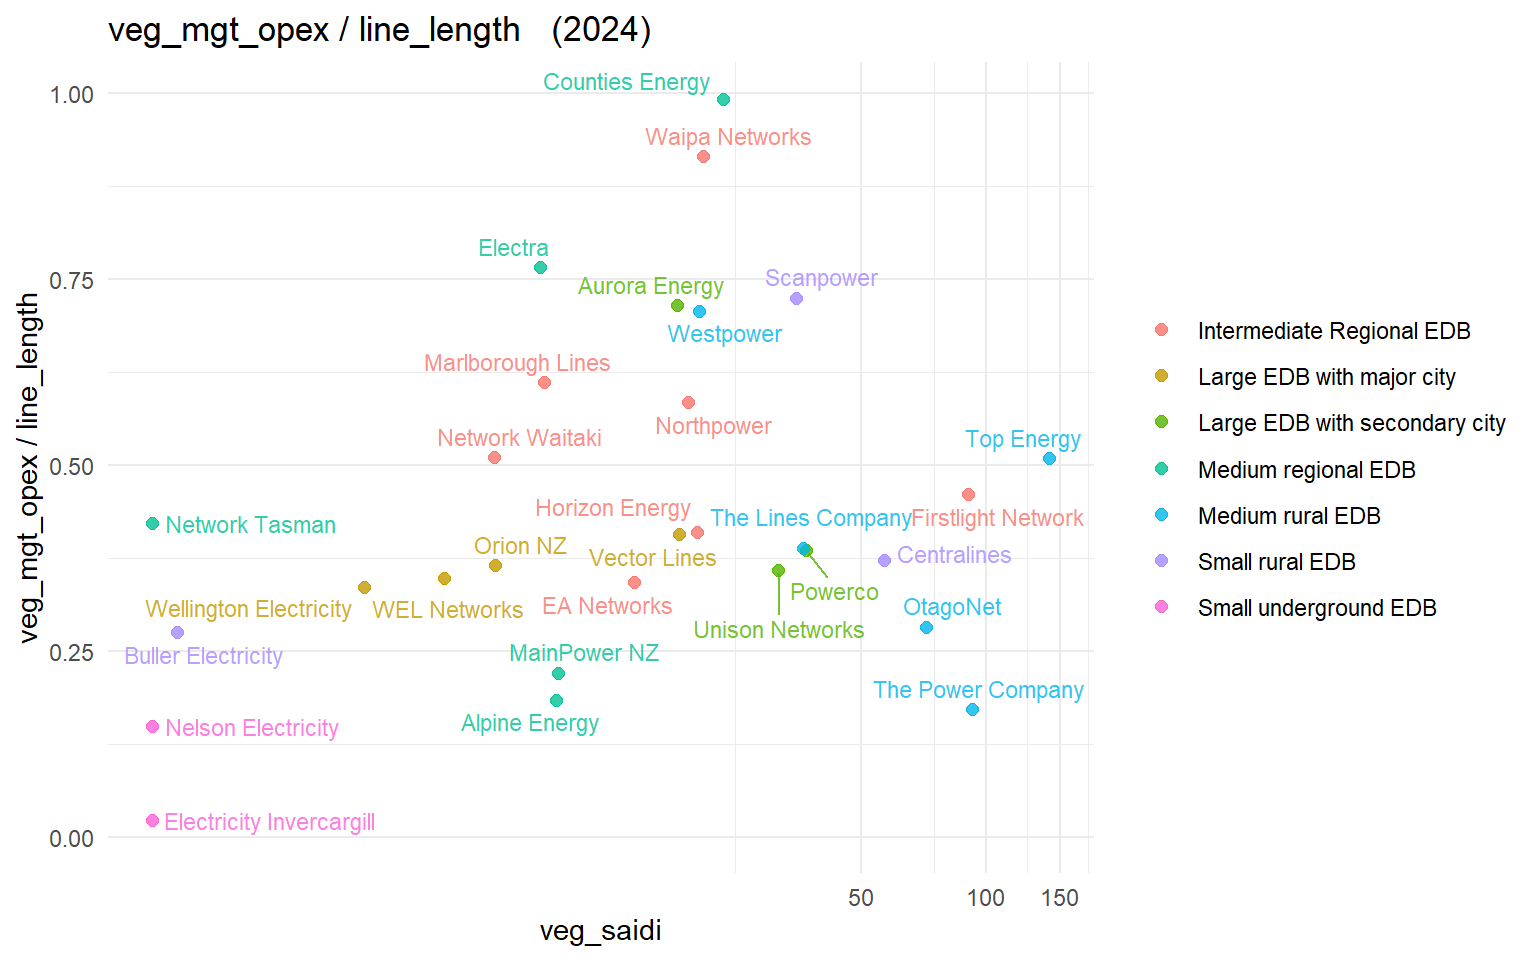 veg_mgt_opex / line_length (2024)
Counties Energy
1.00
Waipa Networks
Electra
0.75
Scanpower
Aurora Energy
Westpower
Intermediate Regional EDB
Marlborough Lines
Large EDB with major city
Northpower
Large EDB with secondary city
Network Waitaki
Top Energy
0.50
Medium regional EDB
Horizon Energy
The Lines Company
Firstlight Network
Medium rural EDB
Network Tasman
Orion NZ
Vector Lines
Centralines
Small rural EDB
Powerco
Wellington Electricity
WEL Networks
EA Networks
OtagoNet
Small underground EDB
Unison Networks
0.25
Buller Electricity
MainPower NZ
The Power Company
Nelson Electricity
Alpine Energy
Electricity Invercargill
0.00
veg_mgt_opex / line_length
50
100
150
veg_saidi